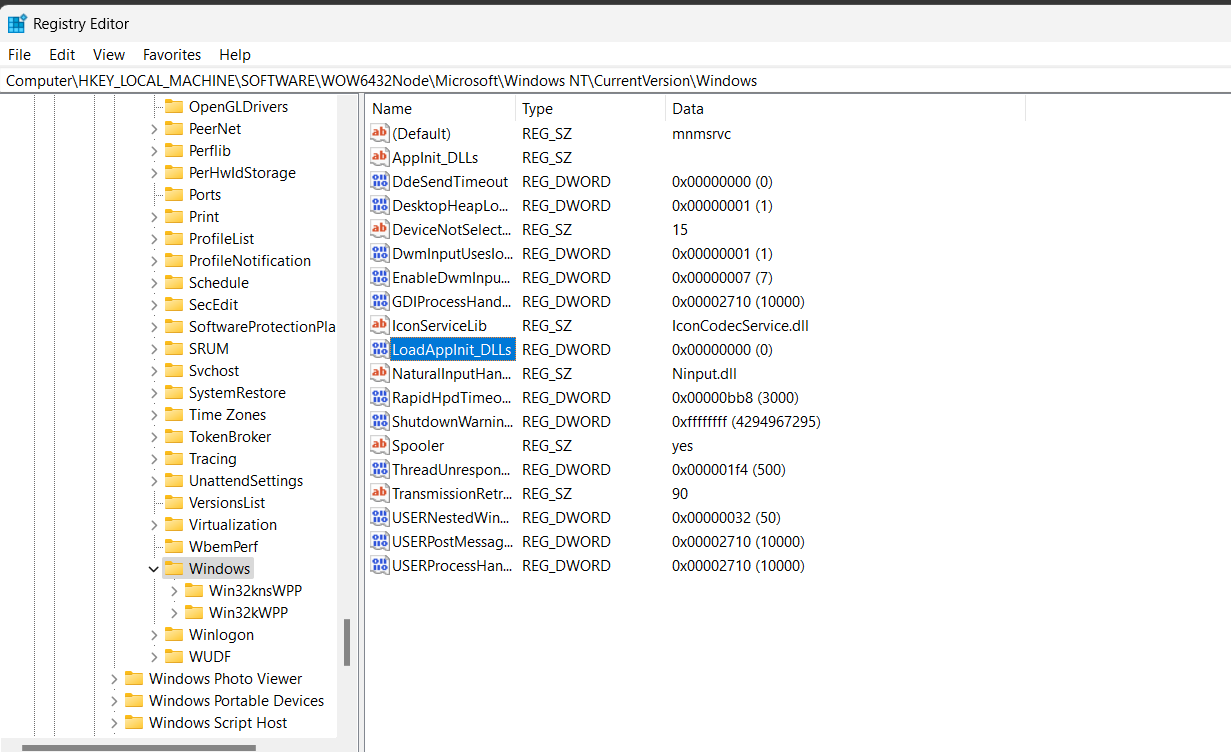 Registry Editor
File Edit View Favorites Help
Computer\HKEY_LOCAL_MACHINE\SOFTWARE\WOW6432Node\Microsoft\Windows NT\CurrentVersion\Windows
OpenGLDrivers
PeerNet
Perflib
PerHwIdStorage
Ports
Print
ProfileList
ProfileNotification
Schedule
SecEdit
SoftwareProtectionPla
SRUM
Svchost
SystemRestore
Time Zones
TokenBroker
Tracing
UnattendSettings
VersionsList
Virtualization
WbemPerf
Windows
Win32knsWPP
Win32kWPP
Winlogon
WUDF
Windows Photo Viewer
Windows Portable Devices
Windows Script Host
Name Type Data
(Default) REG_SZ mnmsrvc
AppInit_DLLs REG_SZ
DdeSendTimeout REG_DWORD 0x00000000 (0)
DesktopHeapLo... REG_DWORD 0x00000001 (1)
DeviceNotSelect... REG_SZ 15
DwmInputUsesIo... REG_DWORD 0x00000001 (1)
EnableDwmInpu... REG_DWORD 0x00000007 (7)
GDIProcessHand... REG_DWORD 0x00002710 (10000)
IconServiceLib REG_SZ IconCodecService.dll
LoadAppInit_DLLs REG_DWORD 0x00000000 (0)
NaturalInputHan... REG_SZ Ninput.dll
RapidHpdTimeo... REG_DWORD 0x00000bb8 (3000)
ShutdownWarnin... REG_DWORD 0xffffffff (4294967295)
Spooler REG_SZ yes
ThreadUnrespon... REG_DWORD 0x000001f4 (500)
TransmissionRetr... REG_SZ 90
USERNestedWin... REG_DWORD 0x00000032 (50)
USERPostMessag... REG_DWORD 0x00002710 (10000)
USERProcessHan... REG_DWORD 0x00002710 (10000)